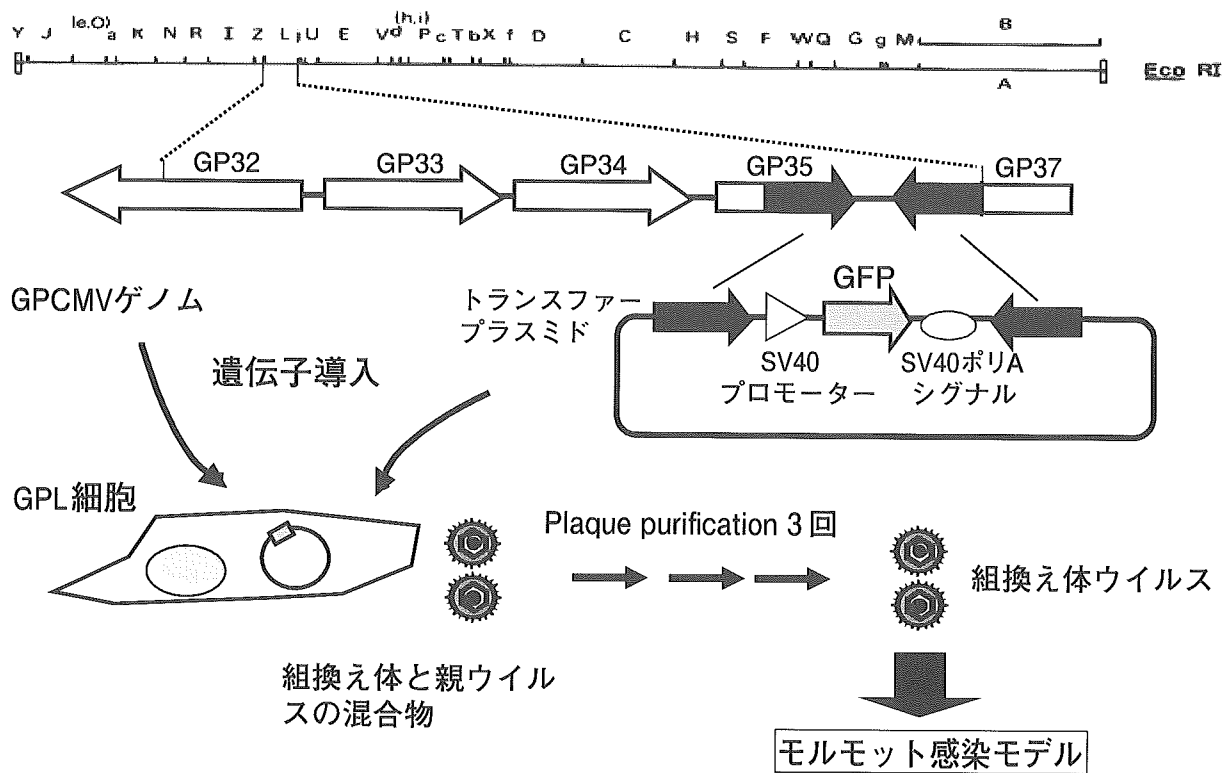 (h,i)
Y J (e,O) a K N R I Z L j U E V d P c T b X f D C H S F W Q G g M B
A
Eco RI
GP32 GP33 GP34 GP35 GP37
GPCMVゲノム
トランスファー
プラスミド
GFP
SV40
プロモーター
SV40ポリA
シグナル
遺伝子導入
GPL細胞
Plaque purification 3回
組換え体ウイルス
組換え体と親ウイル
スの混合物
モルモット感染モデル